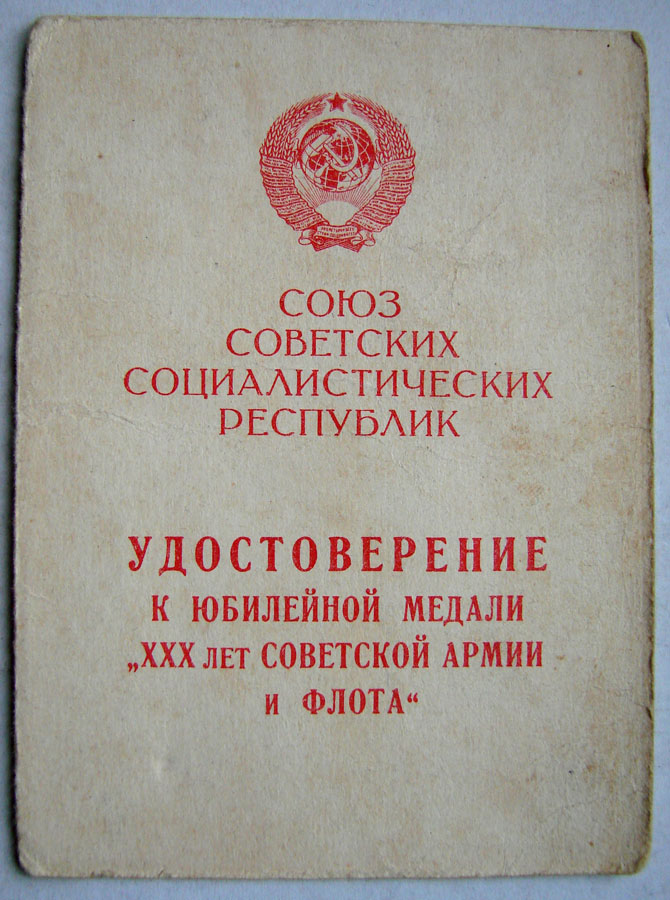 СОЮЗ
СОВЕТСКИХ
СОЦИАЛИСТИЧЕСКИХ
РЕСПУБЛИК
УДОСТОВЕРЕНИЕ
К ЮБИЛЕЙНОЙ МЕДАЛИ
„XXX ЛЕТ СОВЕТСКОЙ АРМИИ
И ФЛОТА“